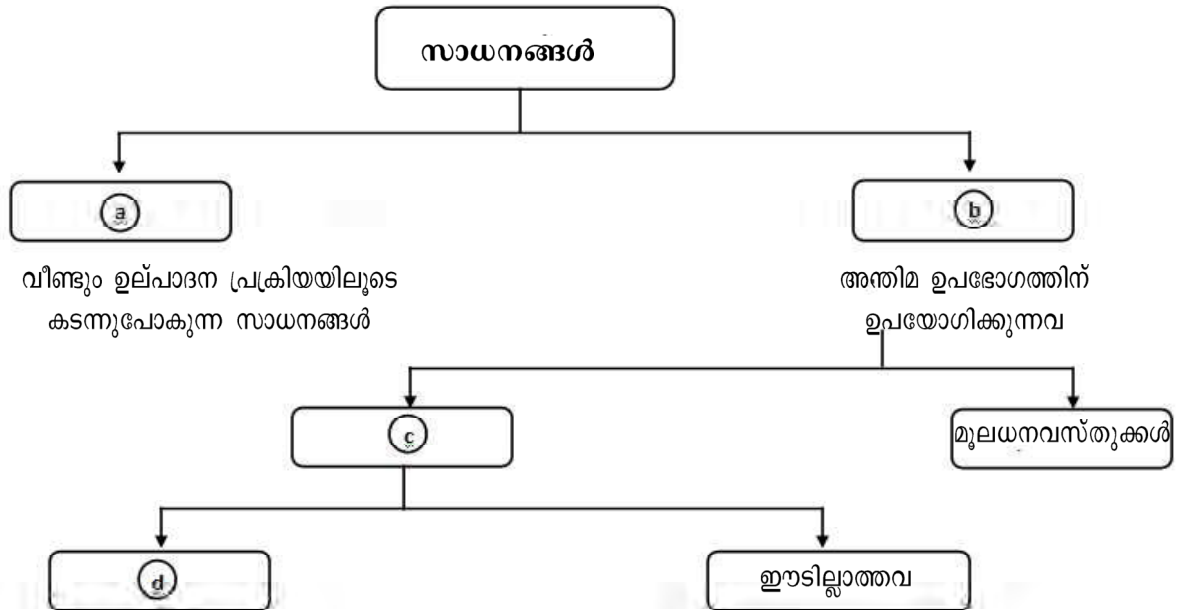 സാധനങ്ങൾ
a
b
വീണ്ടും ഉല്പാദന പ്രക്രിയയിലൂടെ
കടന്നുപോകുന്ന സാധനങ്ങൾ
അന്തിമ ഉപഭോഗത്തിന്
ഉപയോഗിക്കുന്നവ
c
മൂലധനവസ്തുക്കൾ
d
ഈടില്ലാത്തവ